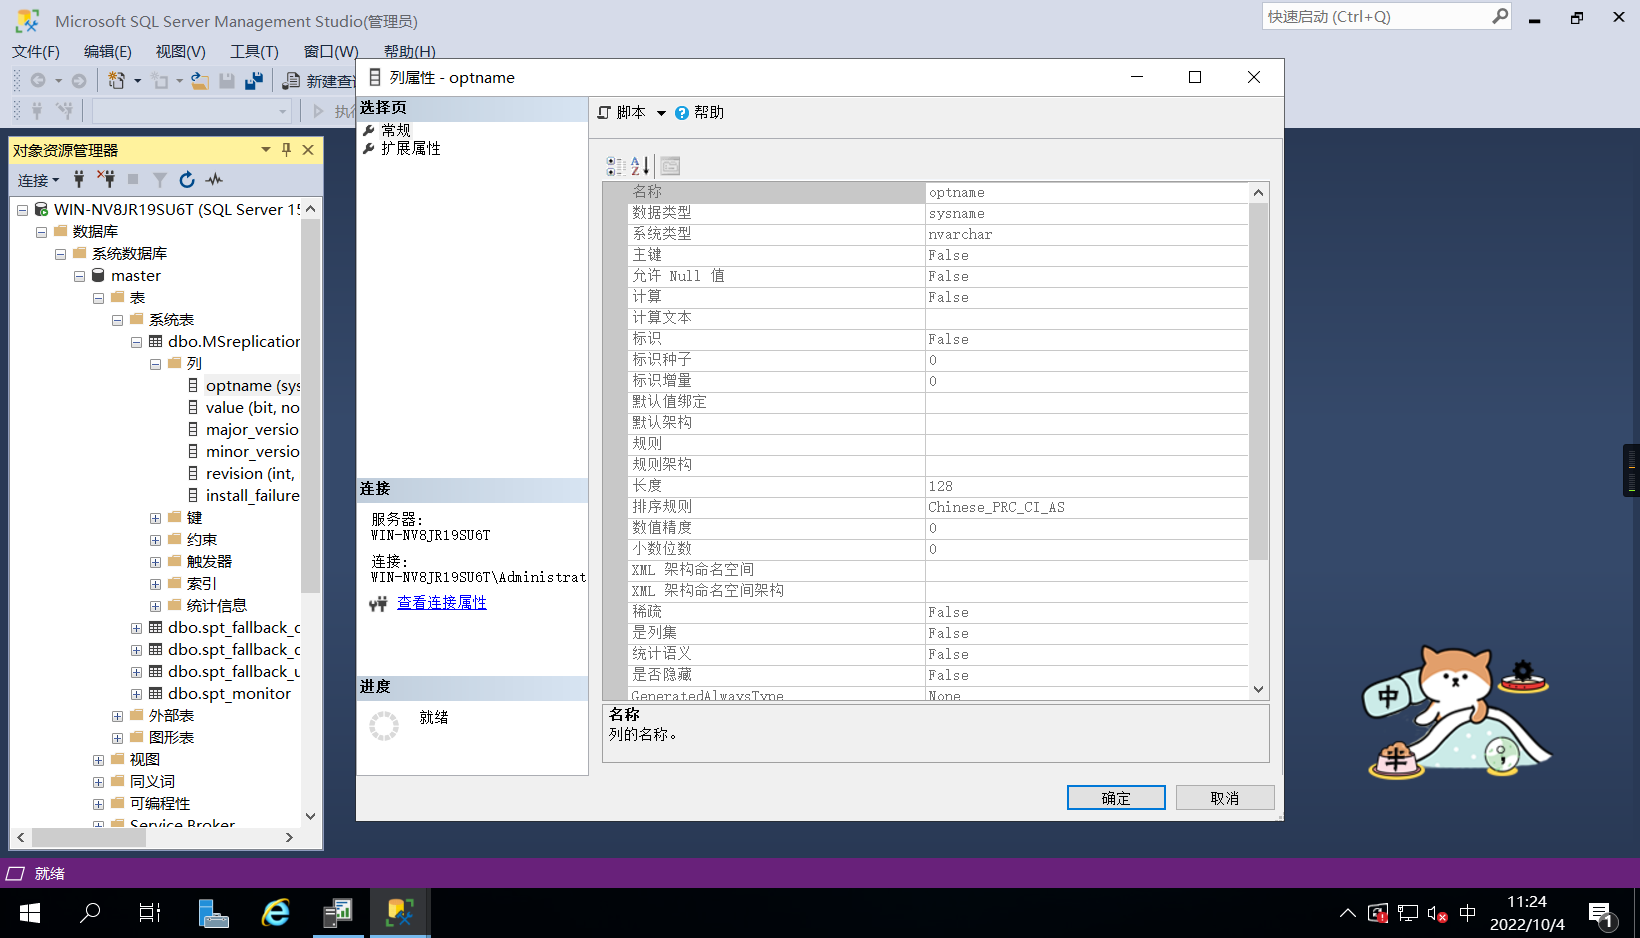 Microsoft SQL Server Management Studio(管理员)
快速启动 (Ctrl+Q)
文件(F) 编辑(E) 视图(V) 工具(T) 窗口(W) 帮助(H)
新建查
执行
列属性 - optname
选择页
常规
扩展属性
脚本 帮助
对象资源管理器
连接
WIN-NV8JR19SU6T (SQL Server 15
数据库
系统数据库
master
表
系统表
dbo.MSreplication
列
optname (sys
value (bit, no
major_versio
minor_versio
revision (int,
install_failure
键
约束
触发器
索引
统计信息
dbo.spt_fallback_c
dbo.spt_fallback_c
dbo.spt_fallback_u
dbo.spt_monitor
外部表
图形表
视图
同义词
可编程性
Service Broker
连接
服务器:
WIN-NV8JR19SU6T
连接:
WIN-NV8JR19SU6T\Administrat
查看连接属性
进度
就绪
名称 optname
数据类型 sysname
系统类型 nvarchar
主键 False
允许 Null 值 False
计算 False
计算文本
标识 False
标识种子 0
标识增量 0
默认值绑定
默认架构
规则
规则架构
长度 128
排序规则 Chinese_PRC_CI_AS
数值精度 0
小数位数 0
XML 架构命名空间
XML 架构命名空间架构
稀疏 False
是列集 False
统计语义 False
是否隐藏 False
GeneratedAlwaysType None
名称
列的名称。
确定 取消
中
半
就绪
中
11:24
2022/10/4
1